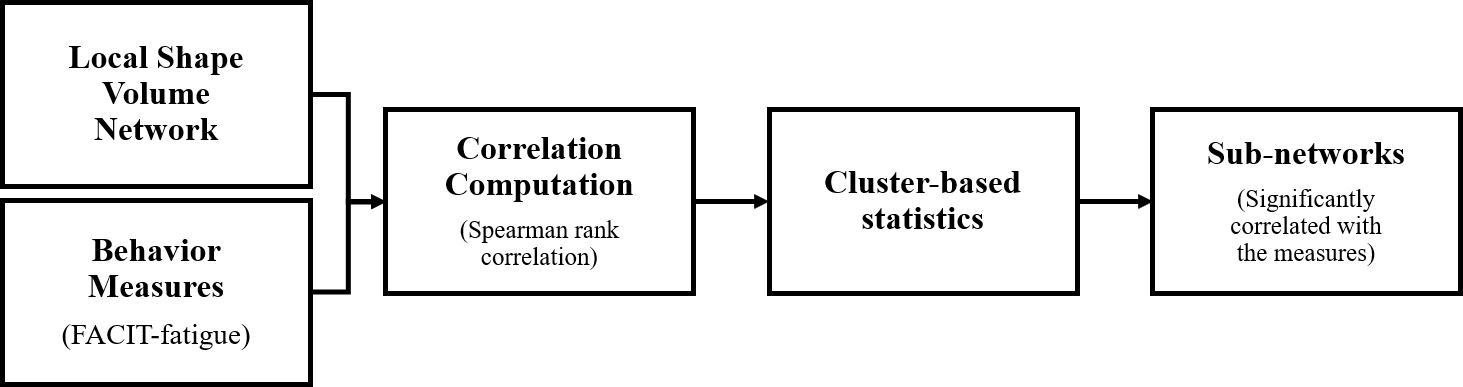 Local Shape
Volume
Network
Behavior
Measures
(FACIT-fatigue)
Correlation
Computation
(Spearman rank
correlation)
Cluster-based
statistics
Sub-networks
(Significantly
correlated with
the measures)